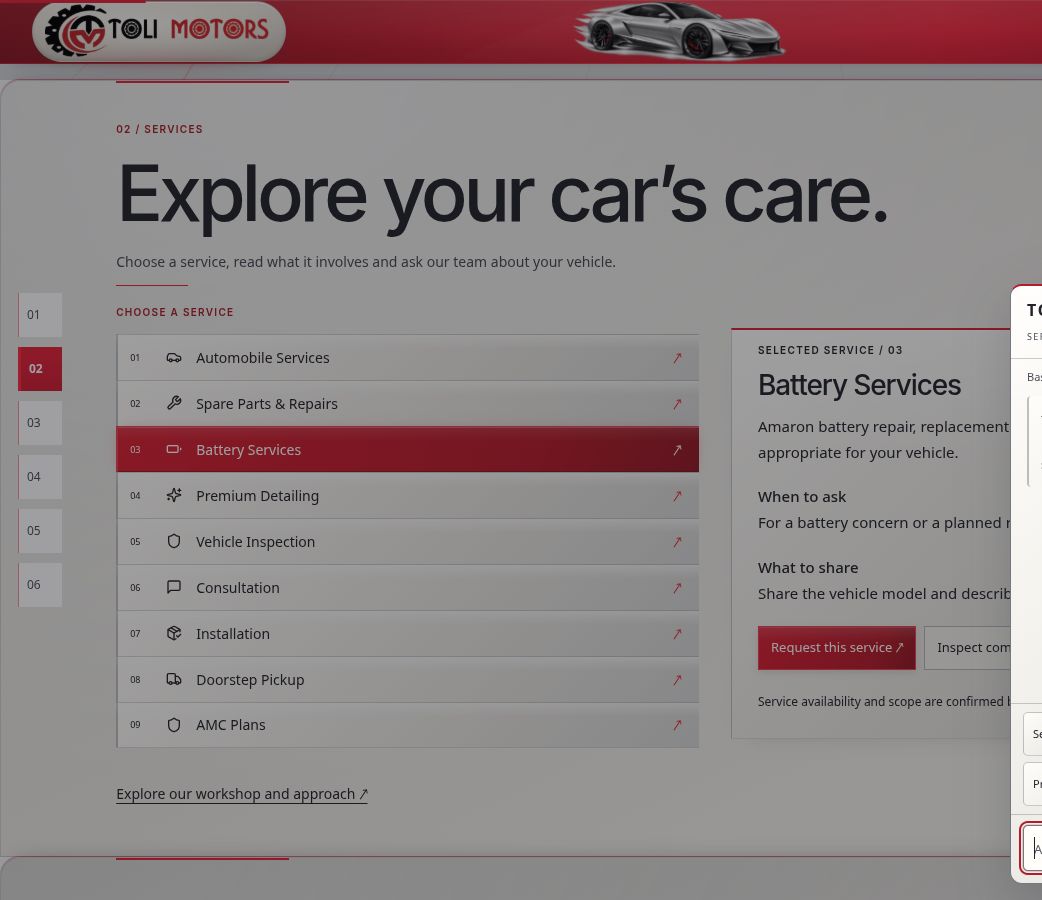 TOLI MOTORS
02 / SERVICES
Explore your car’s care.
Choose a service, read what it involves and ask our team about your vehicle.
CHOOSE A SERVICE
01
02
03
04
05
06
01 Automobile Services ↗
02 Spare Parts & Repairs ↗
03 Battery Services ↗
04 Premium Detailing ↗
05 Vehicle Inspection ↗
06 Consultation ↗
07 Installation ↗
08 Doorstep Pickup ↗
09 AMC Plans ↗
Explore our workshop and approach ↗
SELECTED SERVICE / 03
Battery Services
Amaron battery repair, replacement
appropriate for your vehicle.
When to ask
For a battery concern or a planned
What to share
Share the vehicle model and
Request this service ↗
Inspect
Service availability and scope are confirmed